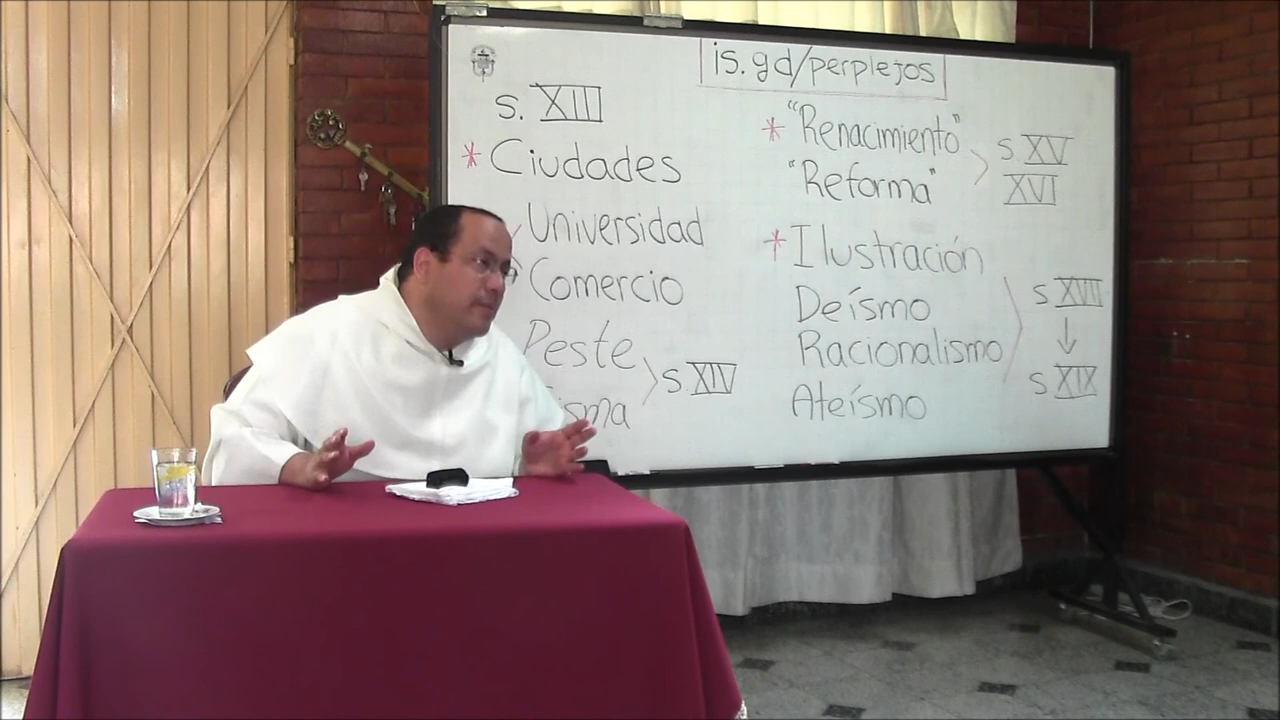 is.gd/perplejos
s. XIII
* Ciudades
Universidad
Comercio
Peste
s. XIV
* "Renacimiento"
"Reforma"
s XV
XVI
* Ilustración
Deísmo
Racionalismo
Ateísmo
s XVII
↓
s XIX